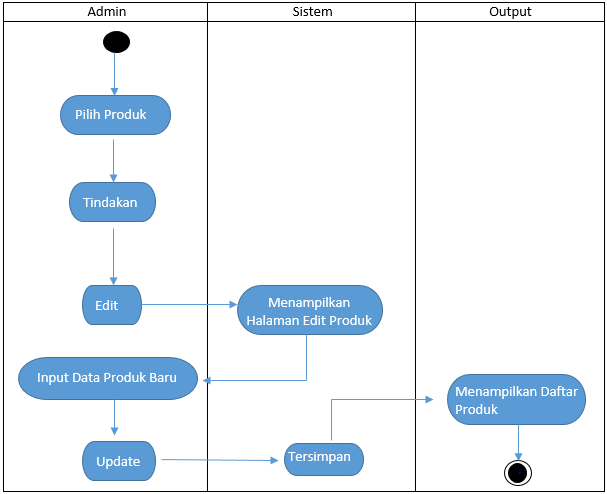 Admin
Sistem
Output
Pilih Produk
Tindakan
Edit
Menampilkan
Halaman Edit Produk
Input Data Produk Baru
Menampilkan Daftar
Produk
Update
Tersimpan